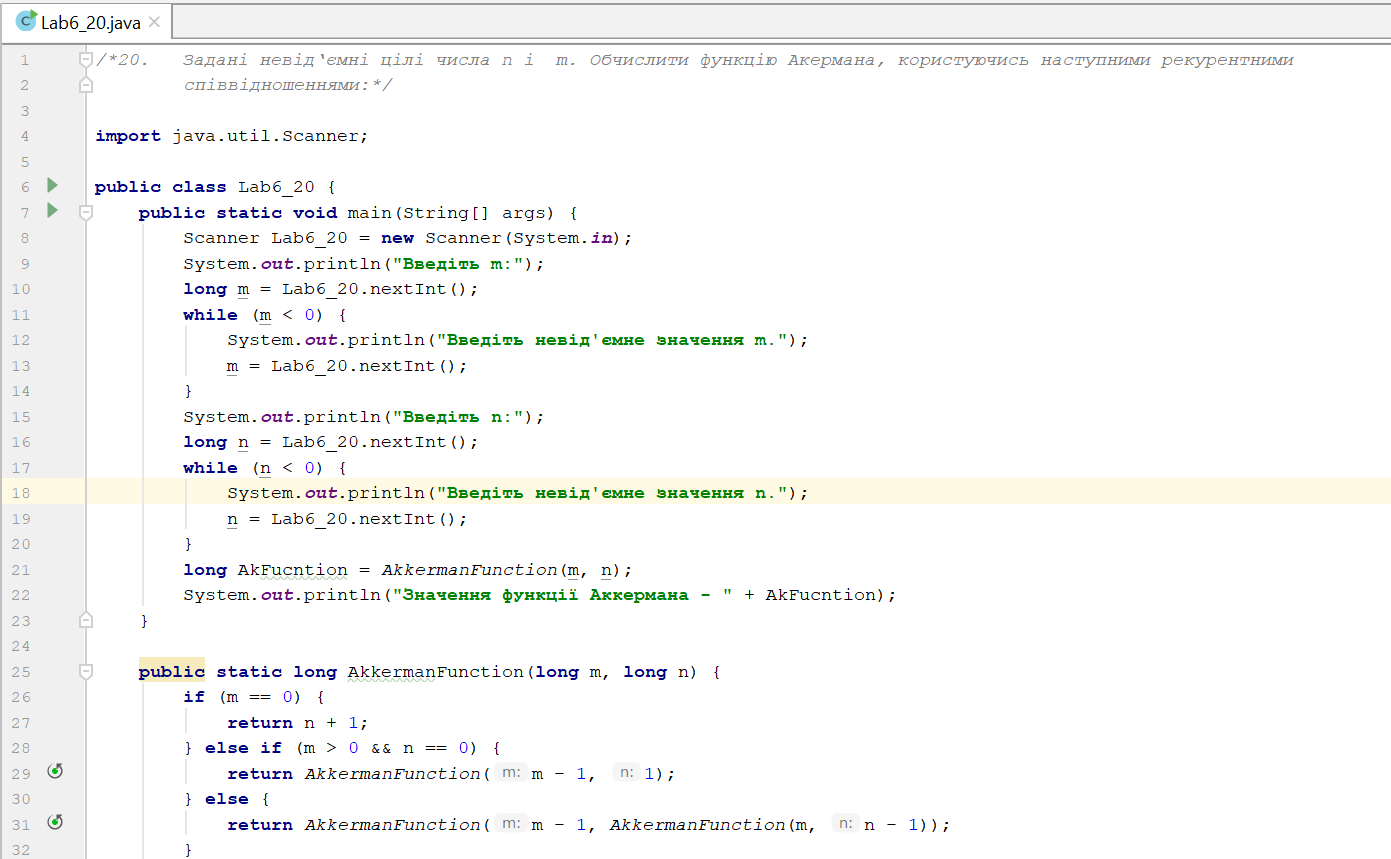 Lab6_20.java
1 /*20. Задані невід'ємні цілі числа n і m. Обчислити функцію Акермана, користуючись наступними рекурентними
2 співвідношеннями:*/
3
4 import java.util.Scanner;
5
6 public class Lab6_20 {
7 public static void main(String[] args) {
8 Scanner Lab6_20 = new Scanner(System.in);
9 System.out.println("Введіть m:");
10 long m = Lab6_20.nextInt();
11 while (m < 0) {
12 System.out.println("Введіть невід'ємне значення m.");
13 m = Lab6_20.nextInt();
14 }
15 System.out.println("Введіть n:");
16 long n = Lab6_20.nextInt();
17 while (n < 0) {
18 System.out.println("Введіть невід'ємне значення n.");
19 n = Lab6_20.nextInt();
20 }
21 long AkFucntion = AkkermanFunction(m, n);
22 System.out.println("Значення функції Аккермана - " + AkFucntion);
23 }
24
25 public static long AkkermanFunction(long m, long n) {
26 if (m == 0) {
27 return n + 1;
28 } else if (m > 0 && n == 0) {
29 return AkkermanFunction( m: m - 1, n: 1);
30 } else {
31 return AkkermanFunction( m: m - 1, AkkermanFunction(m, n: n - 1));
32 }